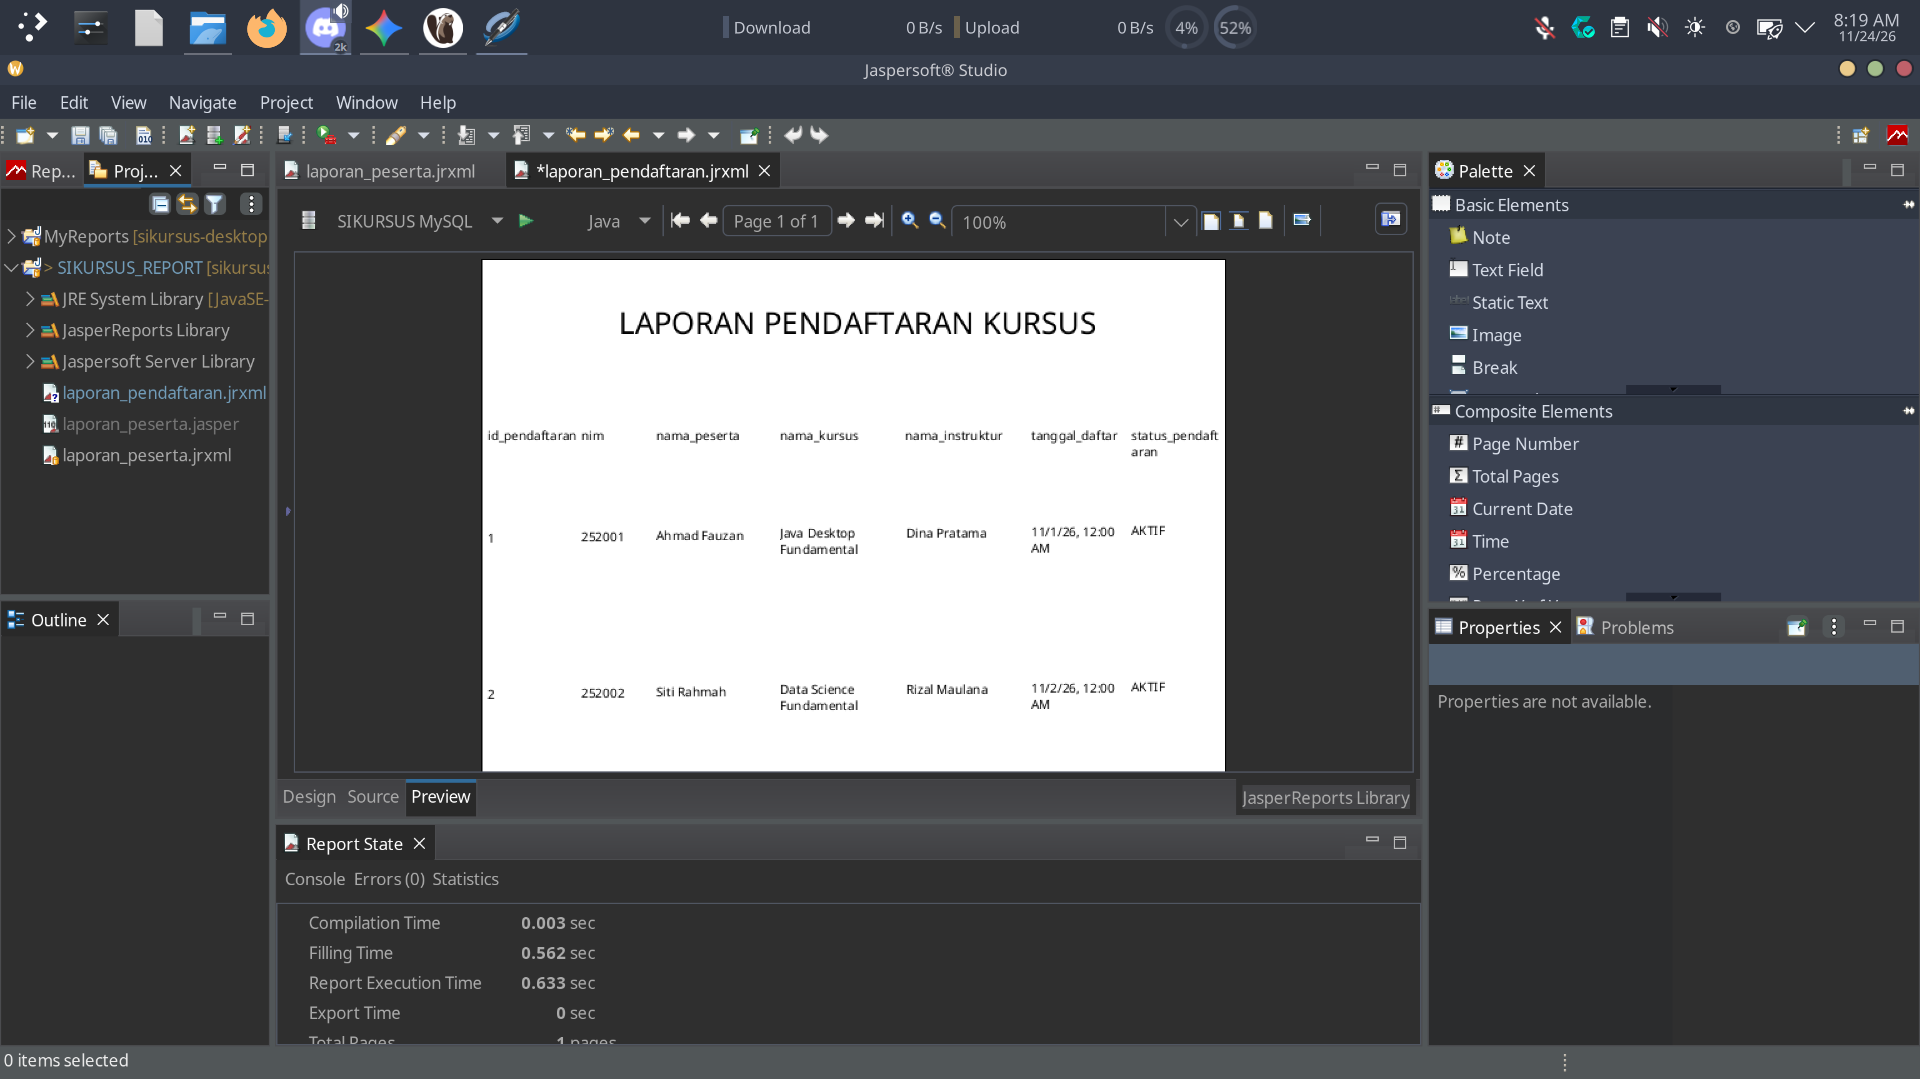 2k
Download 0 B/s Upload 0 B/s 4% 52%
8:19 AM
11/24/26
Jaspersoft® Studio
File Edit View Navigate Project Window Help
Rep... Proj...
laporan_peserta.jrxml *laporan_pendaftaran.jrxml
Palette
SIKURSUS MySQL Java Page 1 of 1 100%
MyReports [sikursus-desktop
> SIKURSUS_REPORT [sikursus
JRE System Library [JavaSE-
JasperReports Library
Jaspersoft Server Library
laporan_pendaftaran.jrxml
laporan_peserta.jasper
laporan_peserta.jrxml
LAPORAN PENDAFTARAN KURSUS
id_pendaftaran nim nama_peserta nama_kursus nama_instruktur tanggal_daftar status_pendaft
aran
1 252001 Ahmad Fauzan Java Desktop Dina Pratama 11/1/26, 12:00 AKTIF
Fundamental AM
2 252002 Siti Rahmah Data Science Rizal Maulana 11/2/26, 12:00 AKTIF
Fundamental AM
Design Source Preview JasperReports Library
Basic Elements
Note
Text Field
Static Text
Image
Break
Composite Elements
Page Number
Total Pages
Current Date
Time
Percentage
Outline
Properties Problems
Properties are not available.
Report State
Console Errors (0) Statistics
Compilation Time 0.003 sec
Filling Time 0.562 sec
Report Execution Time 0.633 sec
Export Time 0 sec
Total Pages 1 pages
0 items selected